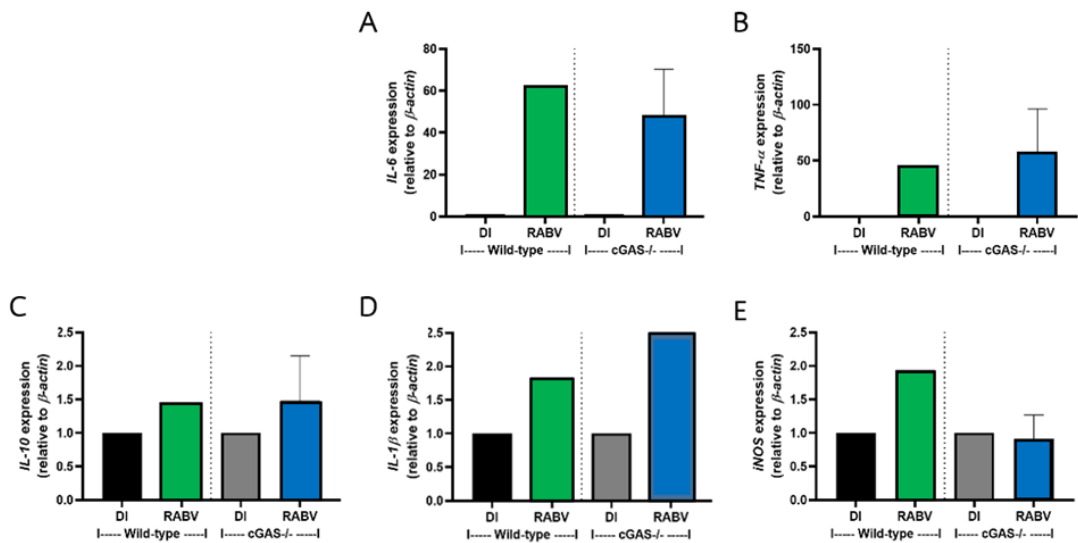 A
IL-6 expression
(relative to β-actin)
80
60
40
20
0
DI RABV DI RABV
I----- Wild-type -----I I----- cGAS-/- -----I
B
TNF-α expression
(relative to β-actin)
150
100
50
0
DI RABV DI RABV
I----- Wild-type -----I I----- cGAS-/- -----I
C
IL-10 expression
(relative to β-actin)
2.5
2.0
1.5
1.0
0.5
0.0
DI RABV DI RABV
I----- Wild-type -----I I----- cGAS-/- -----I
D
IL-1β expression
(relative to β-actin)
2.5
2.0
1.5
1.0
0.5
0.0
DI RABV DI RABV
I----- Wild-type -----I I----- cGAS-/- -----I
E
iNOS expression
(relative to β-actin)
2.5
2.0
1.5
1.0
0.5
0.0
DI RABV DI RABV
I----- Wild-type -----I I----- cGAS-/- -----I